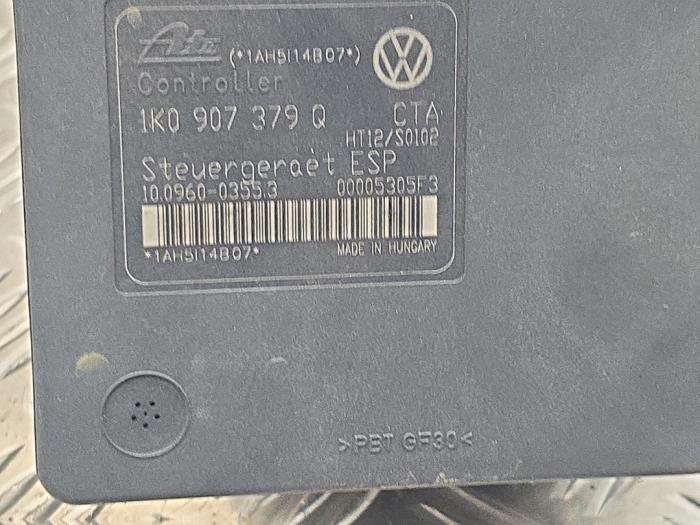 Ate (*1AH5I14B07*)
Controller
1K0 907 379 Q CTA
HT12/S0102
Steuergeraet ESP
10.0960-0355.3 00005305F3
*1AH5I14B07* MADE IN HUNGARY
>PBT GF30<